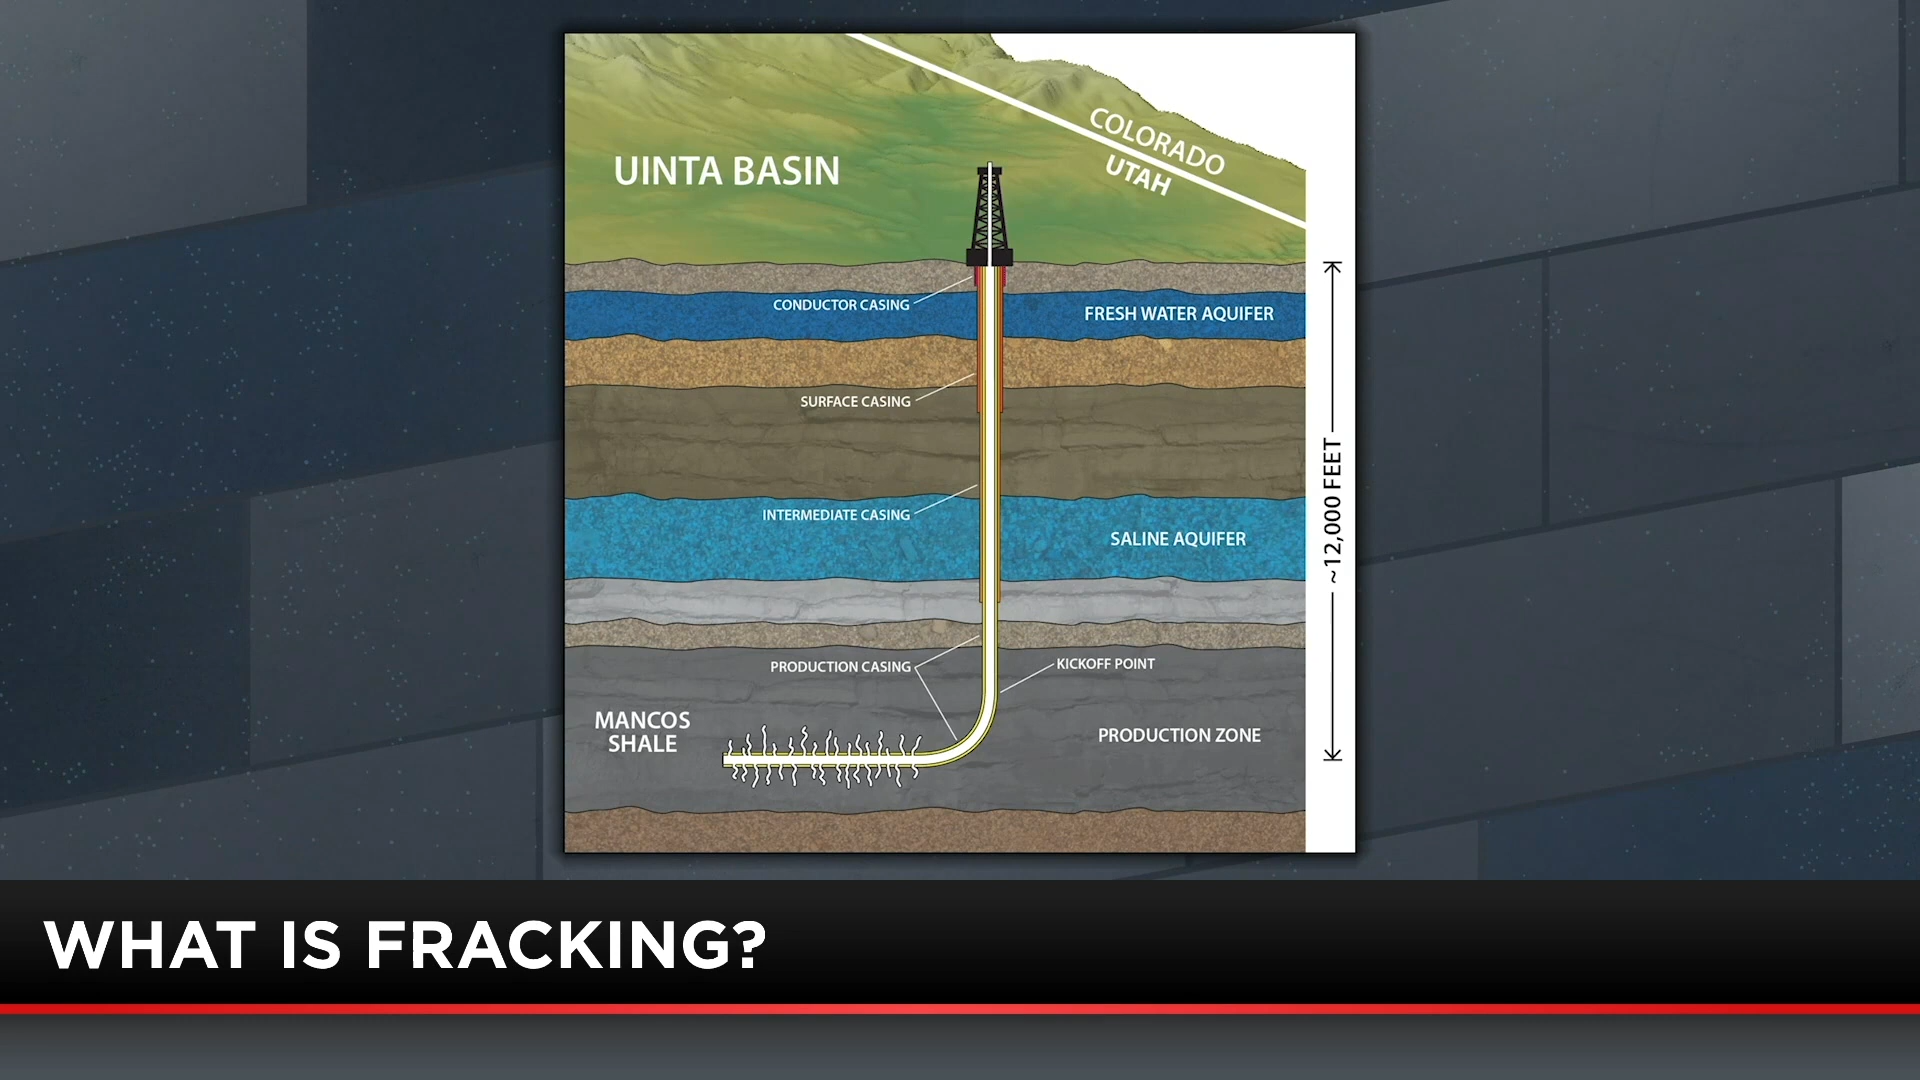 COLORADO
UTAH
UINTA BASIN
CONDUCTOR CASING
FRESH WATER AQUIFER
SURFACE CASING
INTERMEDIATE CASING
SALINE AQUIFER
~12,000 FEET
PRODUCTION CASING
KICKOFF POINT
MANCOS
SHALE
PRODUCTION ZONE
WHAT IS FRACKING?